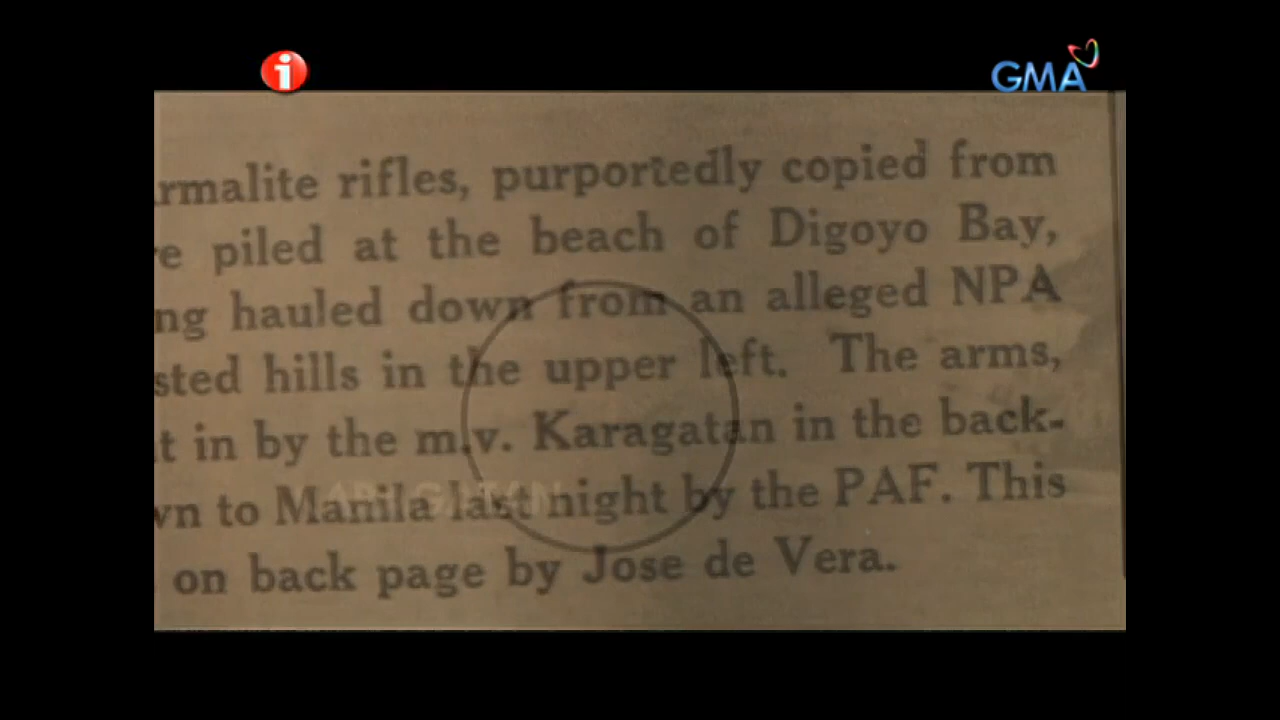 i
GMA
rmalite rifles, purportedly copied from
re piled at the beach of Digoyo Bay,
ng hauled down from an alleged NPA
sted hills in the upper left. The arms,
t in by the m.v. Karagatan in the back-
wn to Manila last night by the PAF. This
on back page by Jose de Vera.